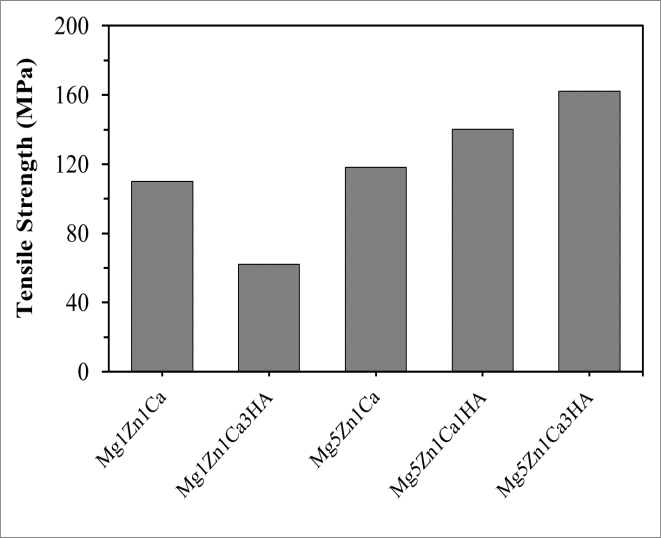 Tensile Strength (MPa)
200
160
120
80
40
0
Mg1Zn1Ca
Mg1Zn1Ca3HA
Mg5Zn1Ca
Mg5Zn1Ca1HA
Mg5Zn1Ca3HA